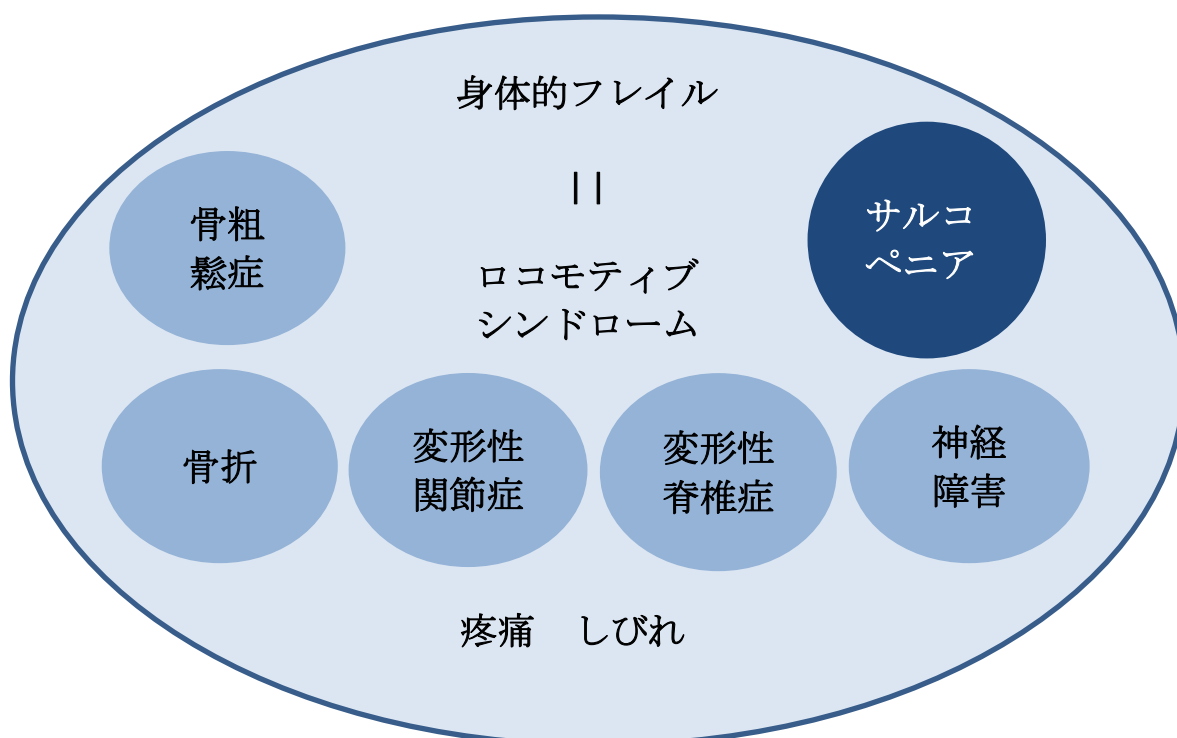 身体的フレイル
||
ロコモティブ
シンドローム
骨粗
鬆症
サルコ
ペニア
骨折
変形性
関節症
変形性
脊椎症
神経
障害
疼痛　しびれ